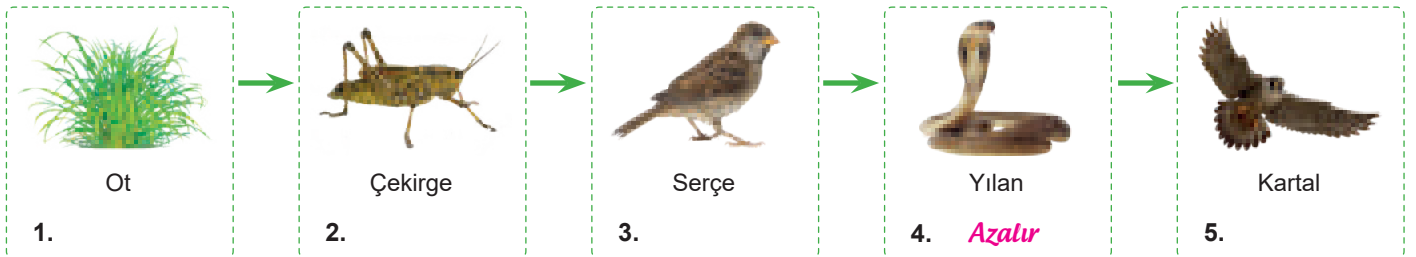 Ot
Çekirge
Serçe
Yılan
Kartal
1.
2.
3.
4. Azalır
5.